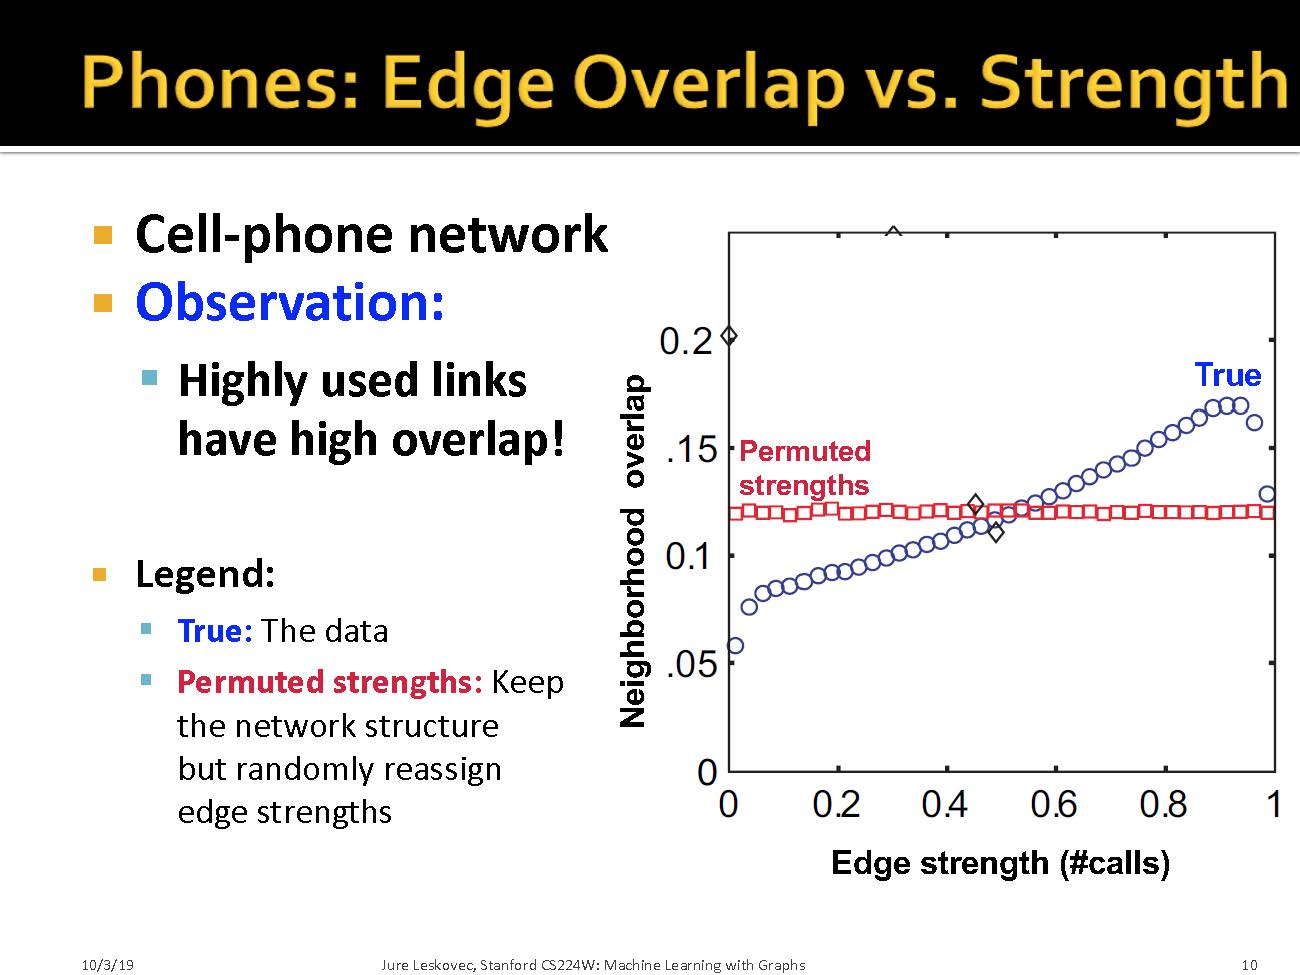 Phones: Edge Overlap vs. Strength
Cell-phone network
Observation:
Highly used links
have high overlap!
Legend:
True: The data
Permuted strengths: Keep
the network structure
but randomly reassign
edge strengths
Neighborhood overlap
0.2
.15
0.1
.05
0
True
Permuted
strengths
0 0.2 0.4 0.6 0.8 1
Edge strength (#calls)
10/3/19
Jure Leskovec, Stanford CS224W: Machine Learning with Graphs
10